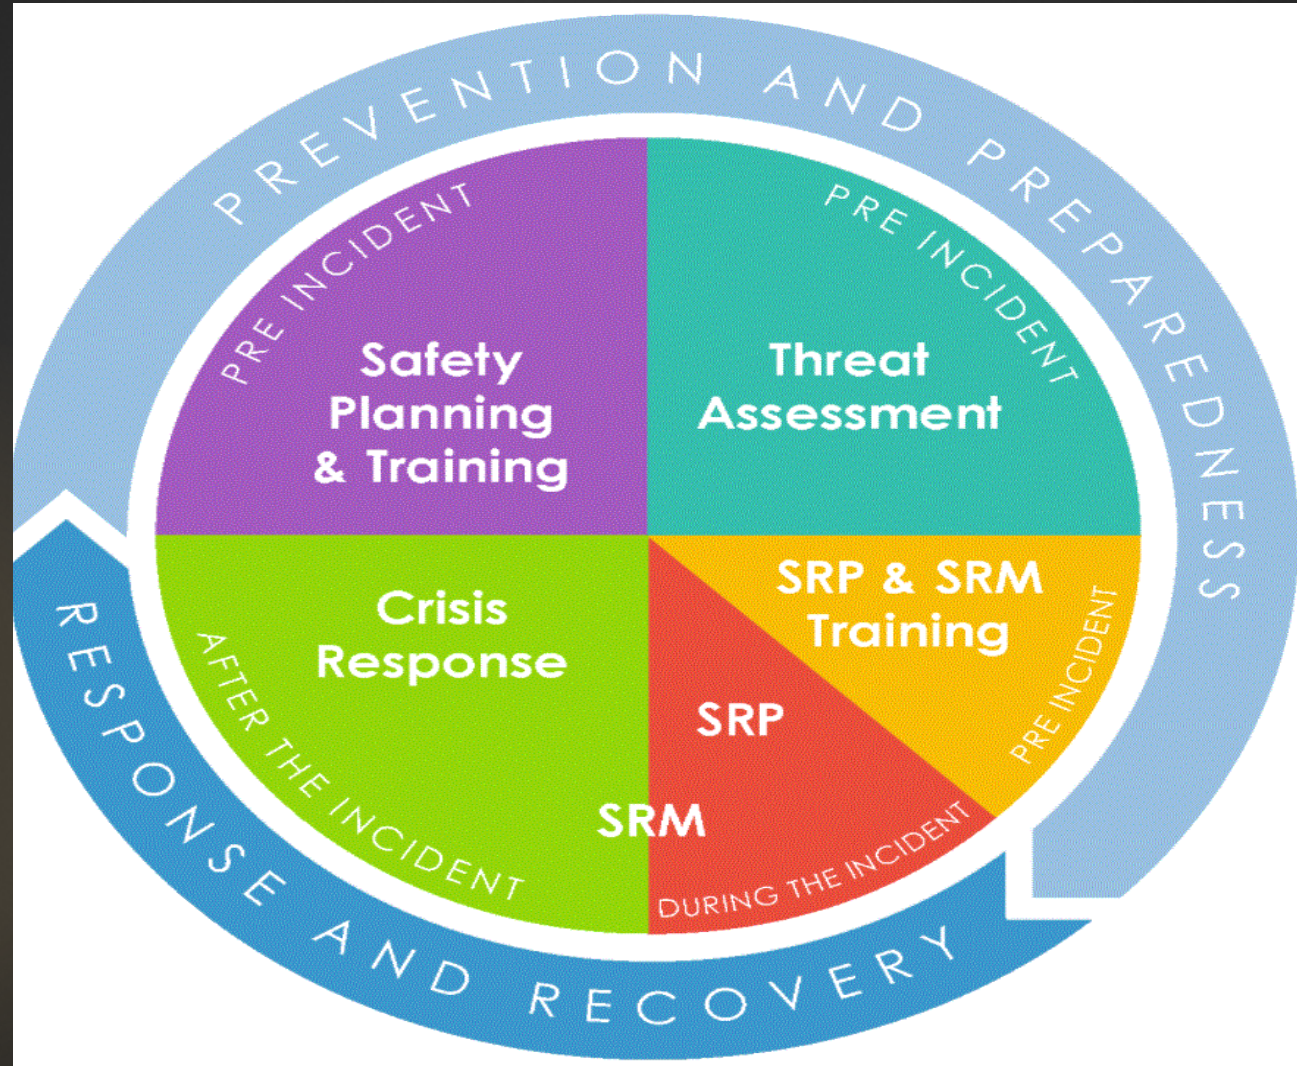 PREVENTION AND PREPAREDNESS
PRE INCIDENT
Safety
Planning
& Training
PRE INCIDENT
Threat
Assessment
SRP & SRM
Training
PRE INCIDENT
SRP
SRM
DURING THE INCIDENT
Crisis
Response
AFTER THE INCIDENT
RESPONSE AND RECOVERY